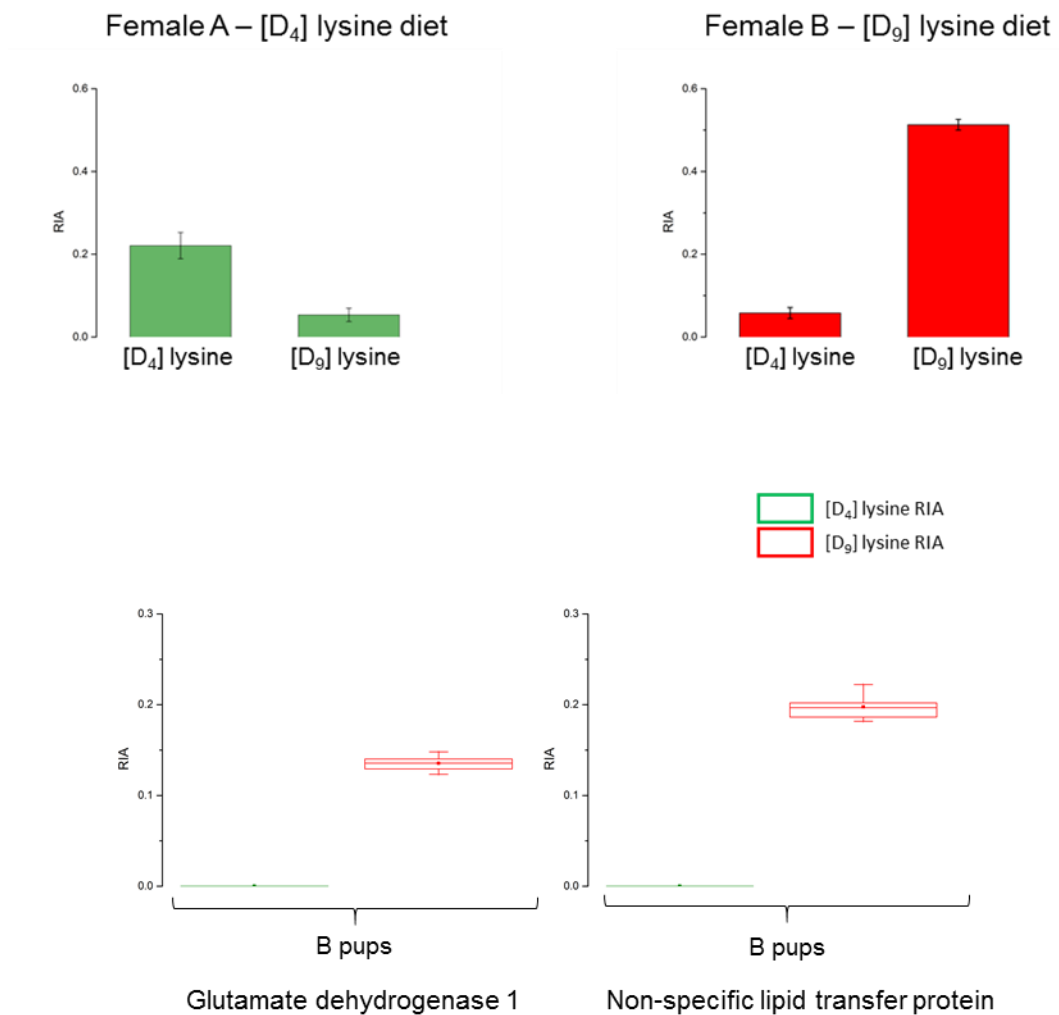 Female A – [D₄] lysine diet
0.6
0.4
0.2
0.0
RIA
[D₄] lysine
[D₉] lysine
Female B – [D₉] lysine diet
0.6
0.4
0.2
0.0
RIA
[D₄] lysine
[D₉] lysine
[D₄] lysine RIA
[D₉] lysine RIA
0.3
0.2
0.1
0.0
RIA
B pups
Glutamate dehydrogenase 1
0.3
0.2
0.1
0.0
RIA
B pups
Non-specific lipid transfer protein